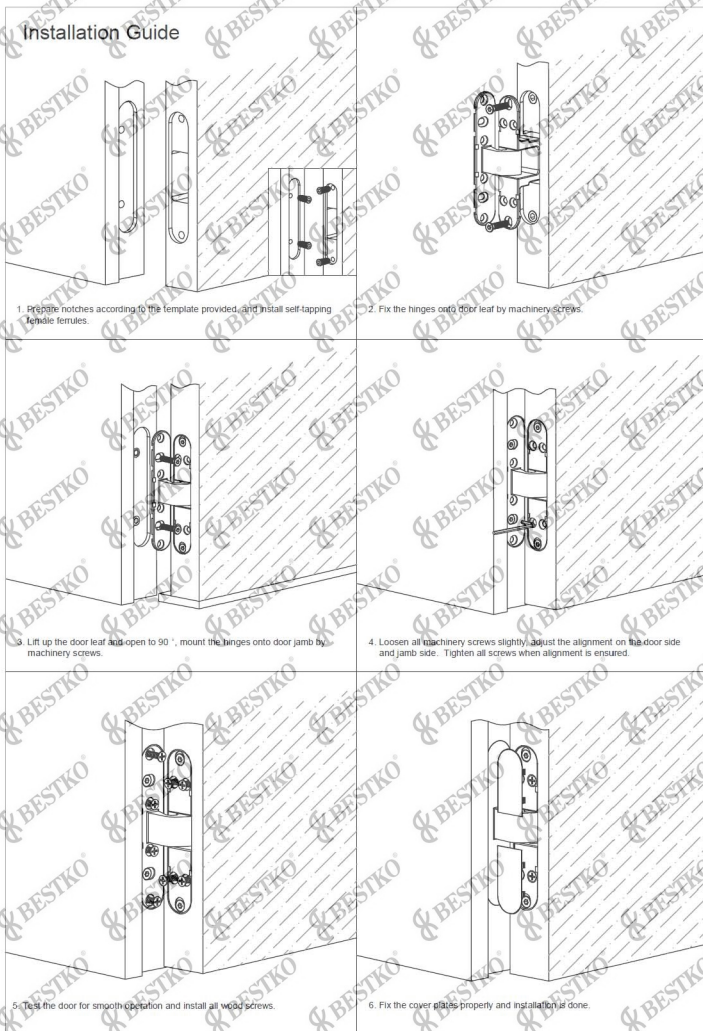 Installation Guide
1. Prepare notches according to the template provided, and install self-tapping
female ferrules.
2. Fix the hinges onto door leaf by machinery screws.
3. Lift up the door leaf and open to 90 °, mount the hinges onto door jamb by
machinery screws.
4. Loosen all machinery screws slightly, adjust the alignment on the door side
and jamb side. Tighten all screws when alignment is ensured.
5. Test the door for smooth operation and install all wood screws.
6. Fix the cover plates properly and installation is done.
BESTKO®